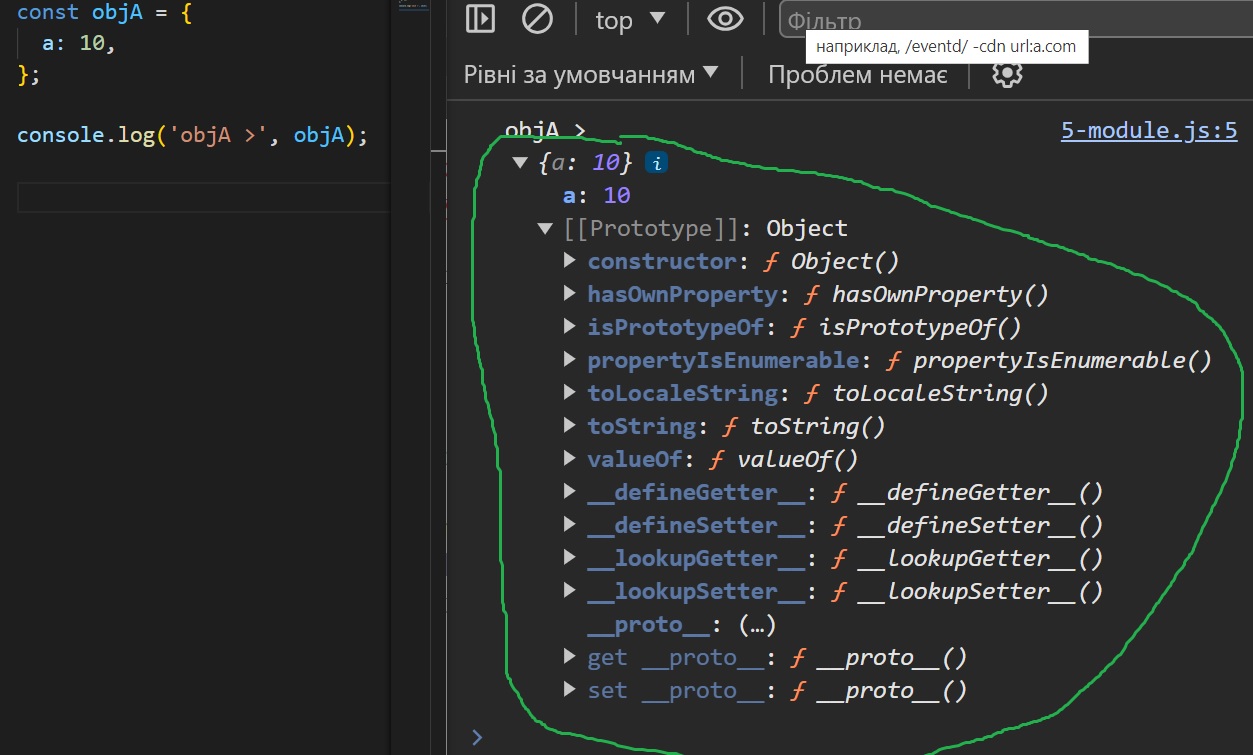 const objA = {
  a: 10,
};
console.log('objA >', objA);
top
Фільтр
наприклад, /eventd/ -cdn url:a.com
Рівні за умовчанням
Проблем немає
objA >
5-module.js:5
{a: 10} i
a: 10
[[Prototype]]: Object
constructor: ƒ Object()
hasOwnProperty: ƒ hasOwnProperty()
isPrototypeOf: ƒ isPrototypeOf()
propertyIsEnumerable: ƒ propertyIsEnumerable()
toLocaleString: ƒ toLocaleString()
toString: ƒ toString()
valueOf: ƒ valueOf()
__defineGetter__: ƒ __defineGetter__()
__defineSetter__: ƒ __defineSetter__()
__lookupGetter__: ƒ __lookupGetter__()
__lookupSetter__: ƒ __lookupSetter__()
__proto__: (…)
get __proto__: ƒ __proto__()
set __proto__: ƒ __proto__()
>